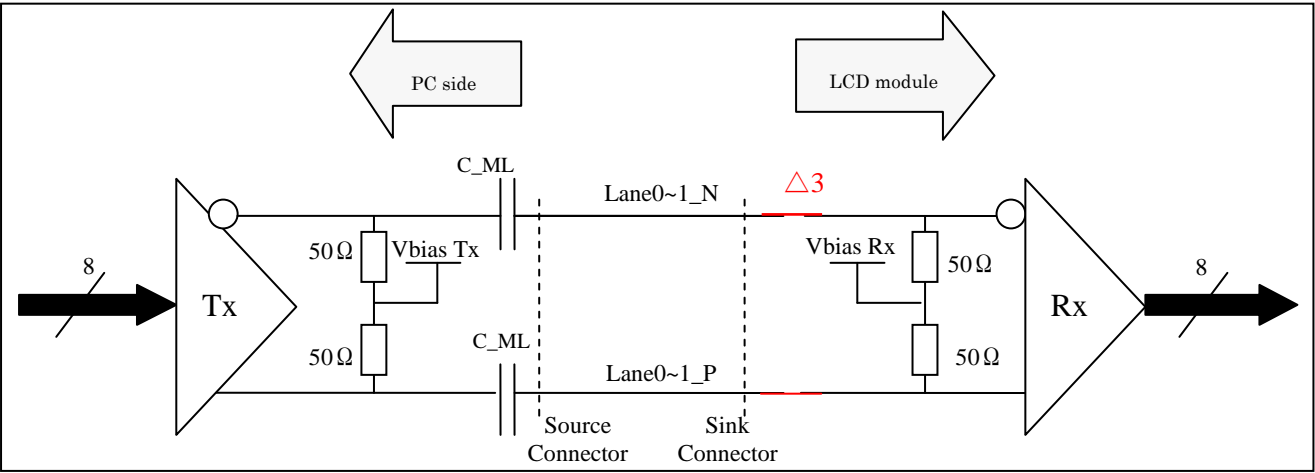 PC side
LCD module
C_ML
Lane0~1_N
△3
50Ω
Vbias Tx
Vbias Rx
50Ω
8
Tx
Rx
8
50Ω
C_ML
Lane0~1_P
50Ω
Source
Connector
Sink
Connector